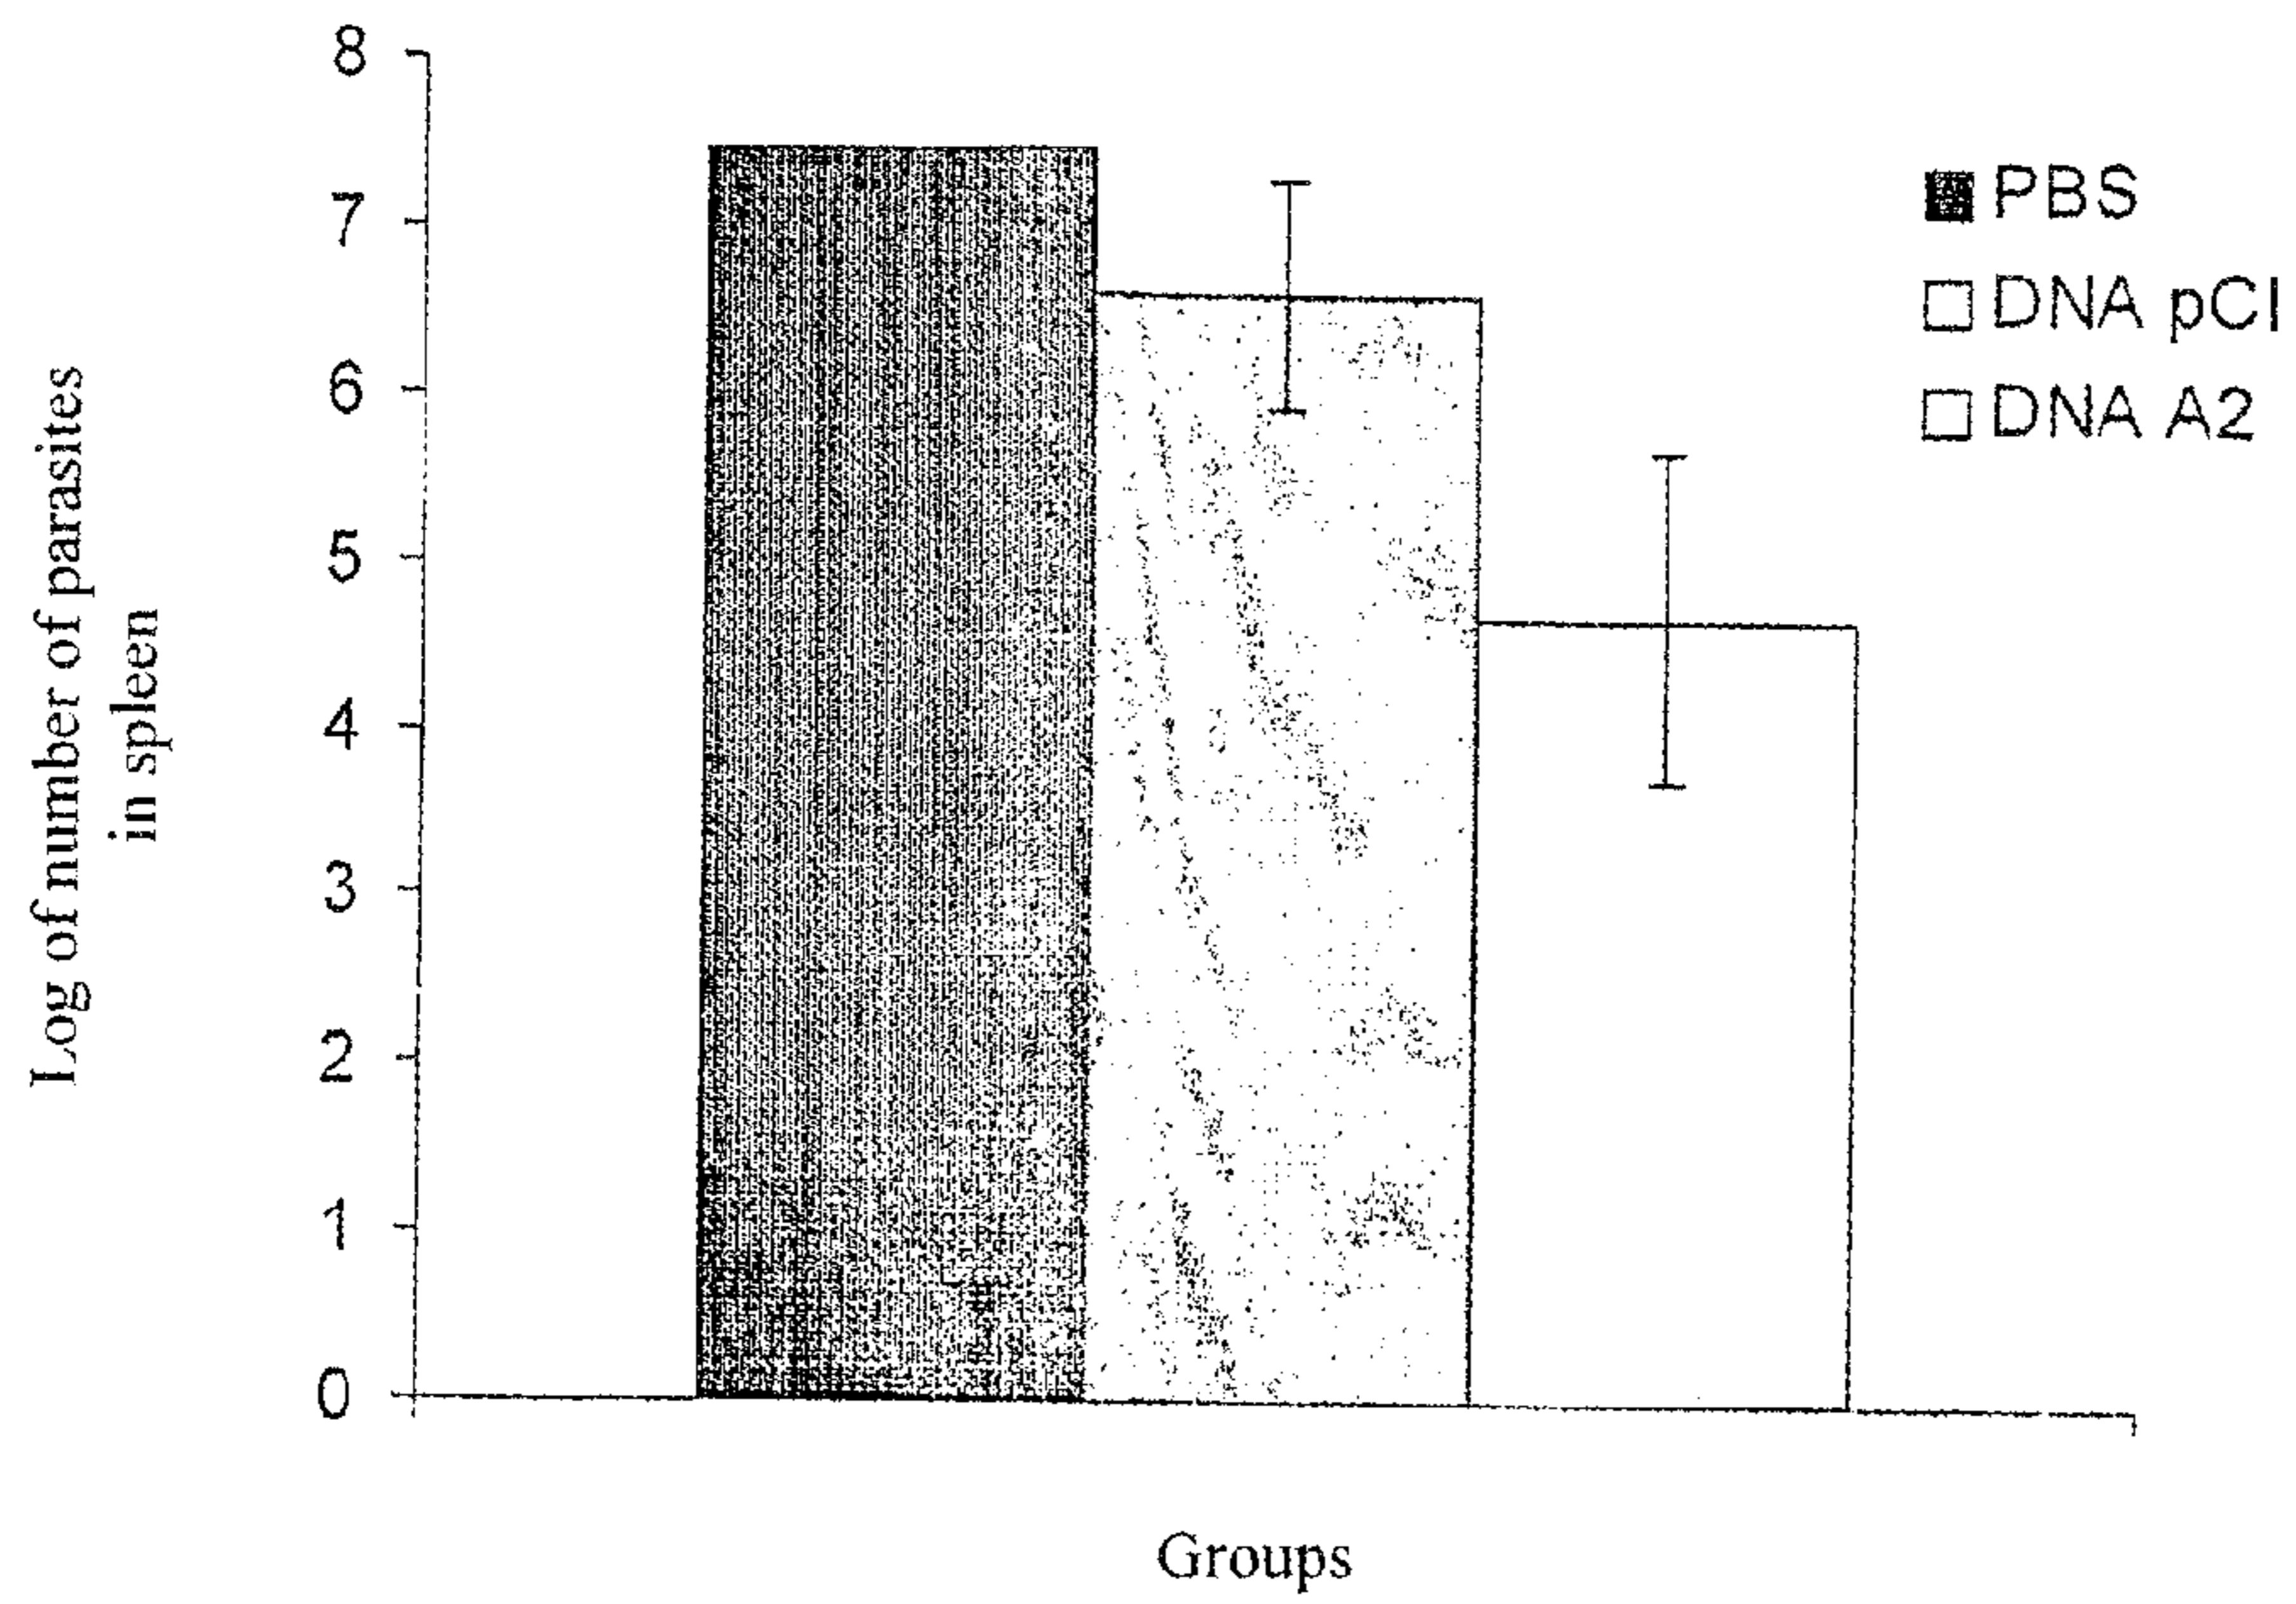 Log of number of parasites
in spleen
8
7
6
5
4
3
2
1
0
PBS
DNA pCI
DNA A2
Groups